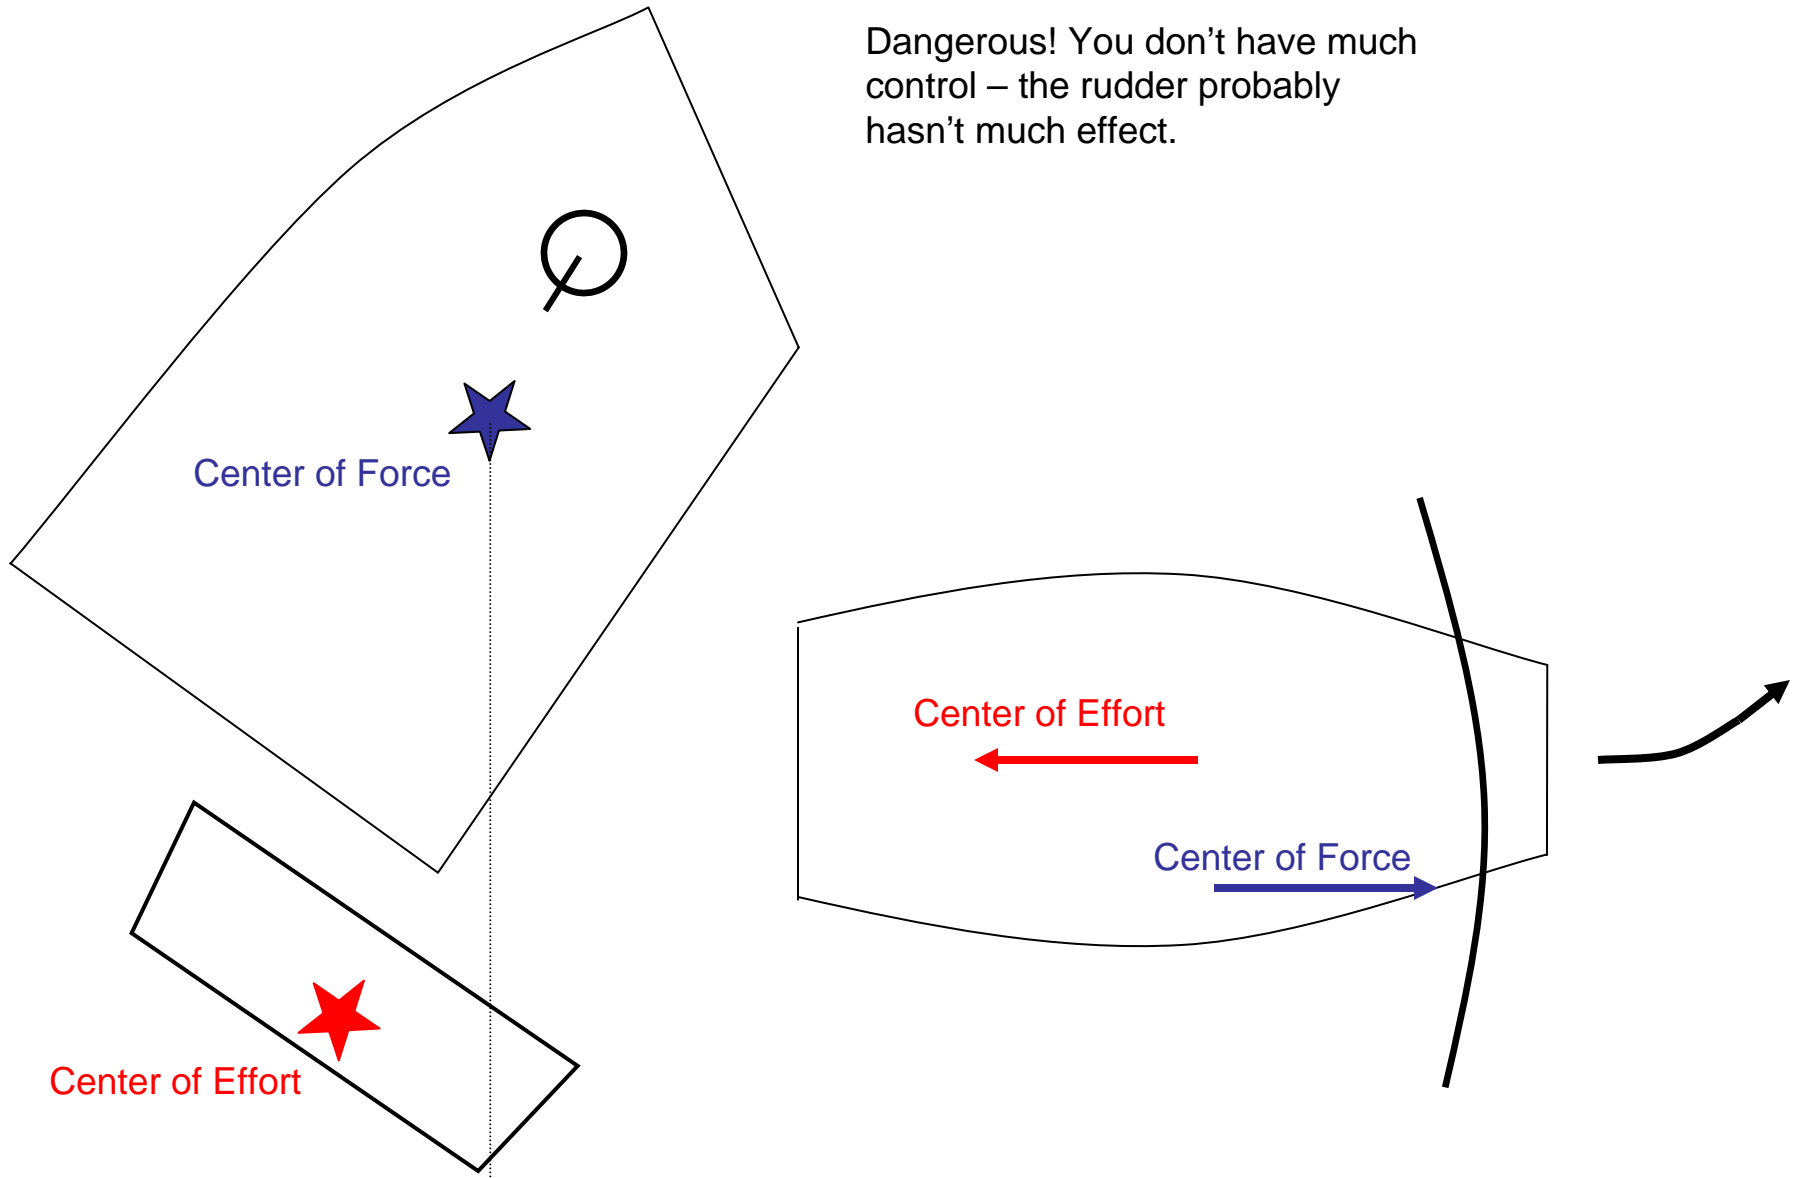 Dangerous! You don’t have much
control – the rudder probably
hasn’t much effect.
Center of Force
Center of Effort
Center of Force
Center of Effort